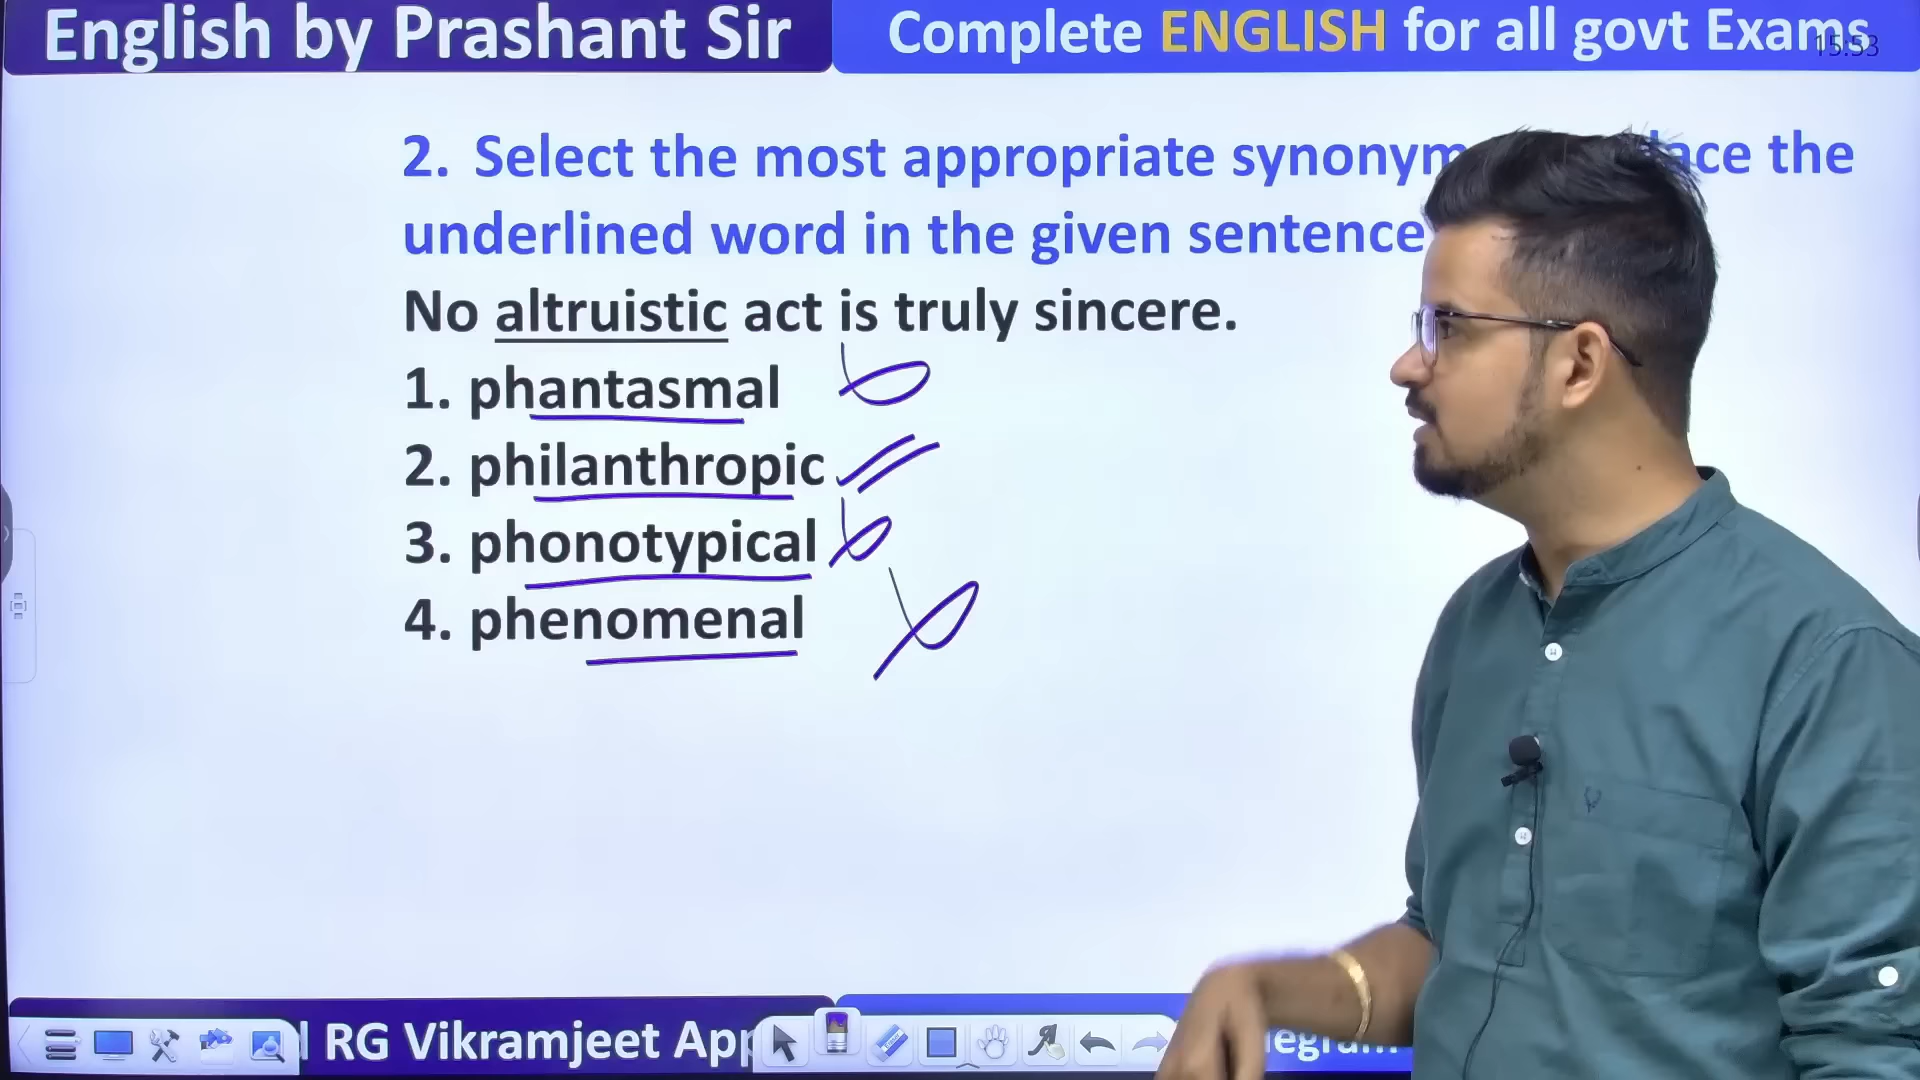 English by Prashant Sir
Complete ENGLISH for all govt Exams
15:53
2. Select the most appropriate synonym the
underlined word in the given sentence
No altruistic act is truly sincere.
1. phantasmal
2. philanthropic
3. phonotypical
4. phenomenal
RG Vikramjeet App